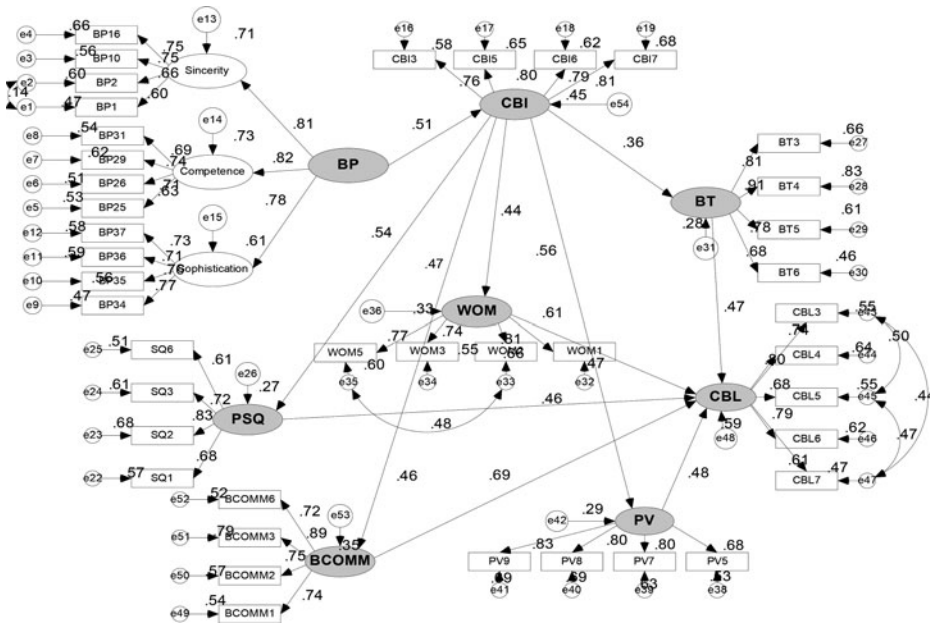 e13
.71
e4 .66 BP16 .75
e3 .56 BP10 .75
e2 .60 BP2 .66
.14
e1 .47 BP1 .60
Sincerity
e8 .54 BP31 .69
e7 .62 BP29 .74
e6 .51 BP26 .71
e5 .53 BP25 .63
e14
.73
Competence
e12 .58 BP37 .73
e11 .59 BP36 .71
e10 .56 BP35 .76
e9 .47 BP34 .77
e15
.61
Sophistication
.81
.82
.78
BP
.51
e16 e17 e18 e19
.58 .65 .62 .68
CBI3 CBI5 CBI6 CBI7
.76 .80 .79 .81
CBI
.45
e54
.36
.54
.47
.44
.56
BT
.28
e31
.81 BT3 .66 e27
.91 BT4 .83 e28
.78 BT5 .61 e29
.68 BT6 .46 e30
.47
e36 .33
WOM
.61
.77 .74 .81
WOM5 WOM3 WOM1
.60 .55 .66 .47
e35 e34 e33 e32
.48
e25 .51 SQ6 .61
e24 .61 SQ3 .72
e23 .68 SQ2 .83
e22 .57 SQ1 .68
e26
.27
PSQ
.46
CBL
.59
e48
.74 CBL3 .55 e43
.80 CBL4 .64 e44
.68 CBL5 .55 e45
.79 CBL6 .62 e46
.61 CBL7 .47 e47
.50
.44
.47
.46
.69
.48
e52 .52 BCOMM6 .72
e51 .79 BCOMM3 .89
e50 .57 BCOMM2 .75
e49 .54 BCOMM1 .74
e53
.35
BCOMM
e42 .29
PV
.83 .80 .80 .68
PV9 PV8 PV7 PV5
.69 .69 .63 .53
e41 e40 e39 e38